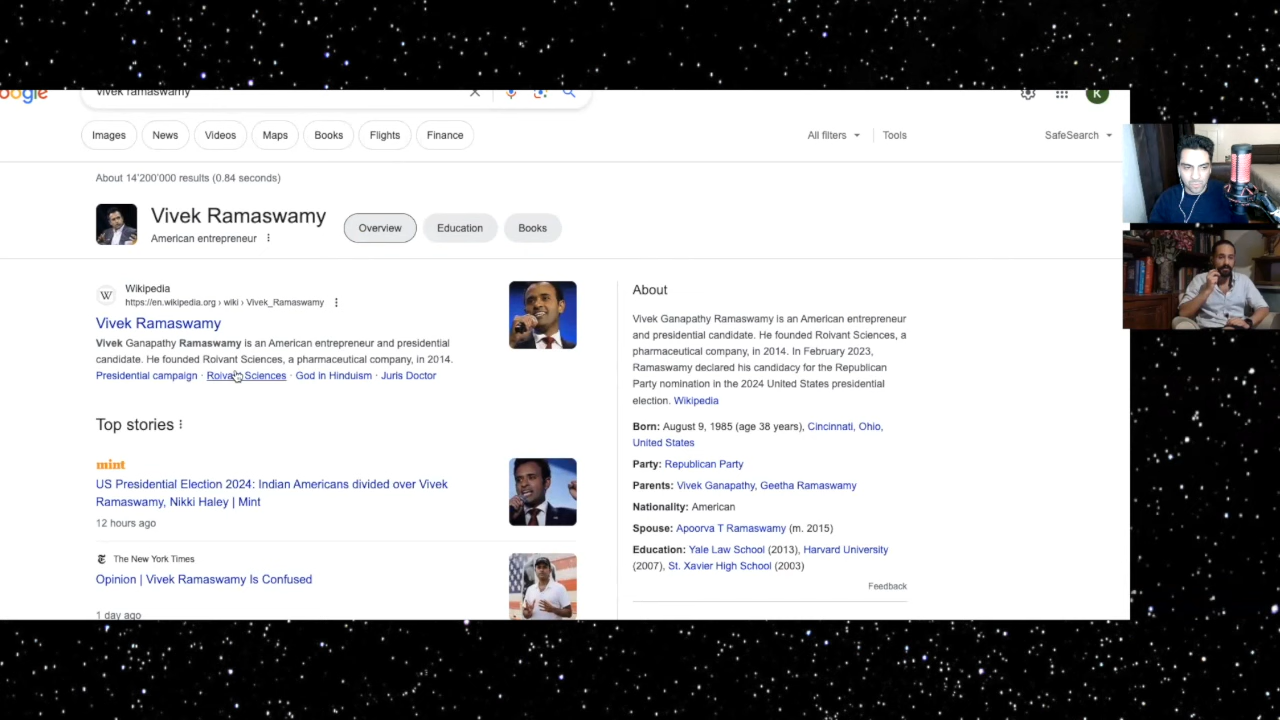 oogle
vivek ramaswamy
K
Images
News
Videos
Maps
Books
Flights
Finance
All filters
Tools
SafeSearch
About 14'200'000 results (0.84 seconds)
Vivek Ramaswamy
American entrepreneur
Overview
Education
Books
W
Wikipedia
https://en.wikipedia.org › wiki › Vivek_Ramaswamy
Vivek Ramaswamy
Vivek Ganapathy Ramaswamy is an American entrepreneur and presidential
candidate. He founded Roivant Sciences, a pharmaceutical company, in 2014.
Presidential campaign · Roivant Sciences · God in Hinduism · Juris Doctor
Top stories
mint
US Presidential Election 2024: Indian Americans divided over Vivek
Ramaswamy, Nikki Haley | Mint
12 hours ago
The New York Times
Opinion | Vivek Ramaswamy Is Confused
1 day ago
About
Vivek Ganapathy Ramaswamy is an American entrepreneur
and presidential candidate. He founded Roivant Sciences, a
pharmaceutical company, in 2014. In February 2023,
Ramaswamy declared his candidacy for the Republican
Party nomination in the 2024 United States presidential
election. Wikipedia
Born: August 9, 1985 (age 38 years), Cincinnati, Ohio,
United States
Party: Republican Party
Parents: Vivek Ganapathy, Geetha Ramaswamy
Nationality: American
Spouse: Apoorva T Ramaswamy (m. 2015)
Education: Yale Law School (2013), Harvard University
(2007), St. Xavier High School (2003)
Feedback